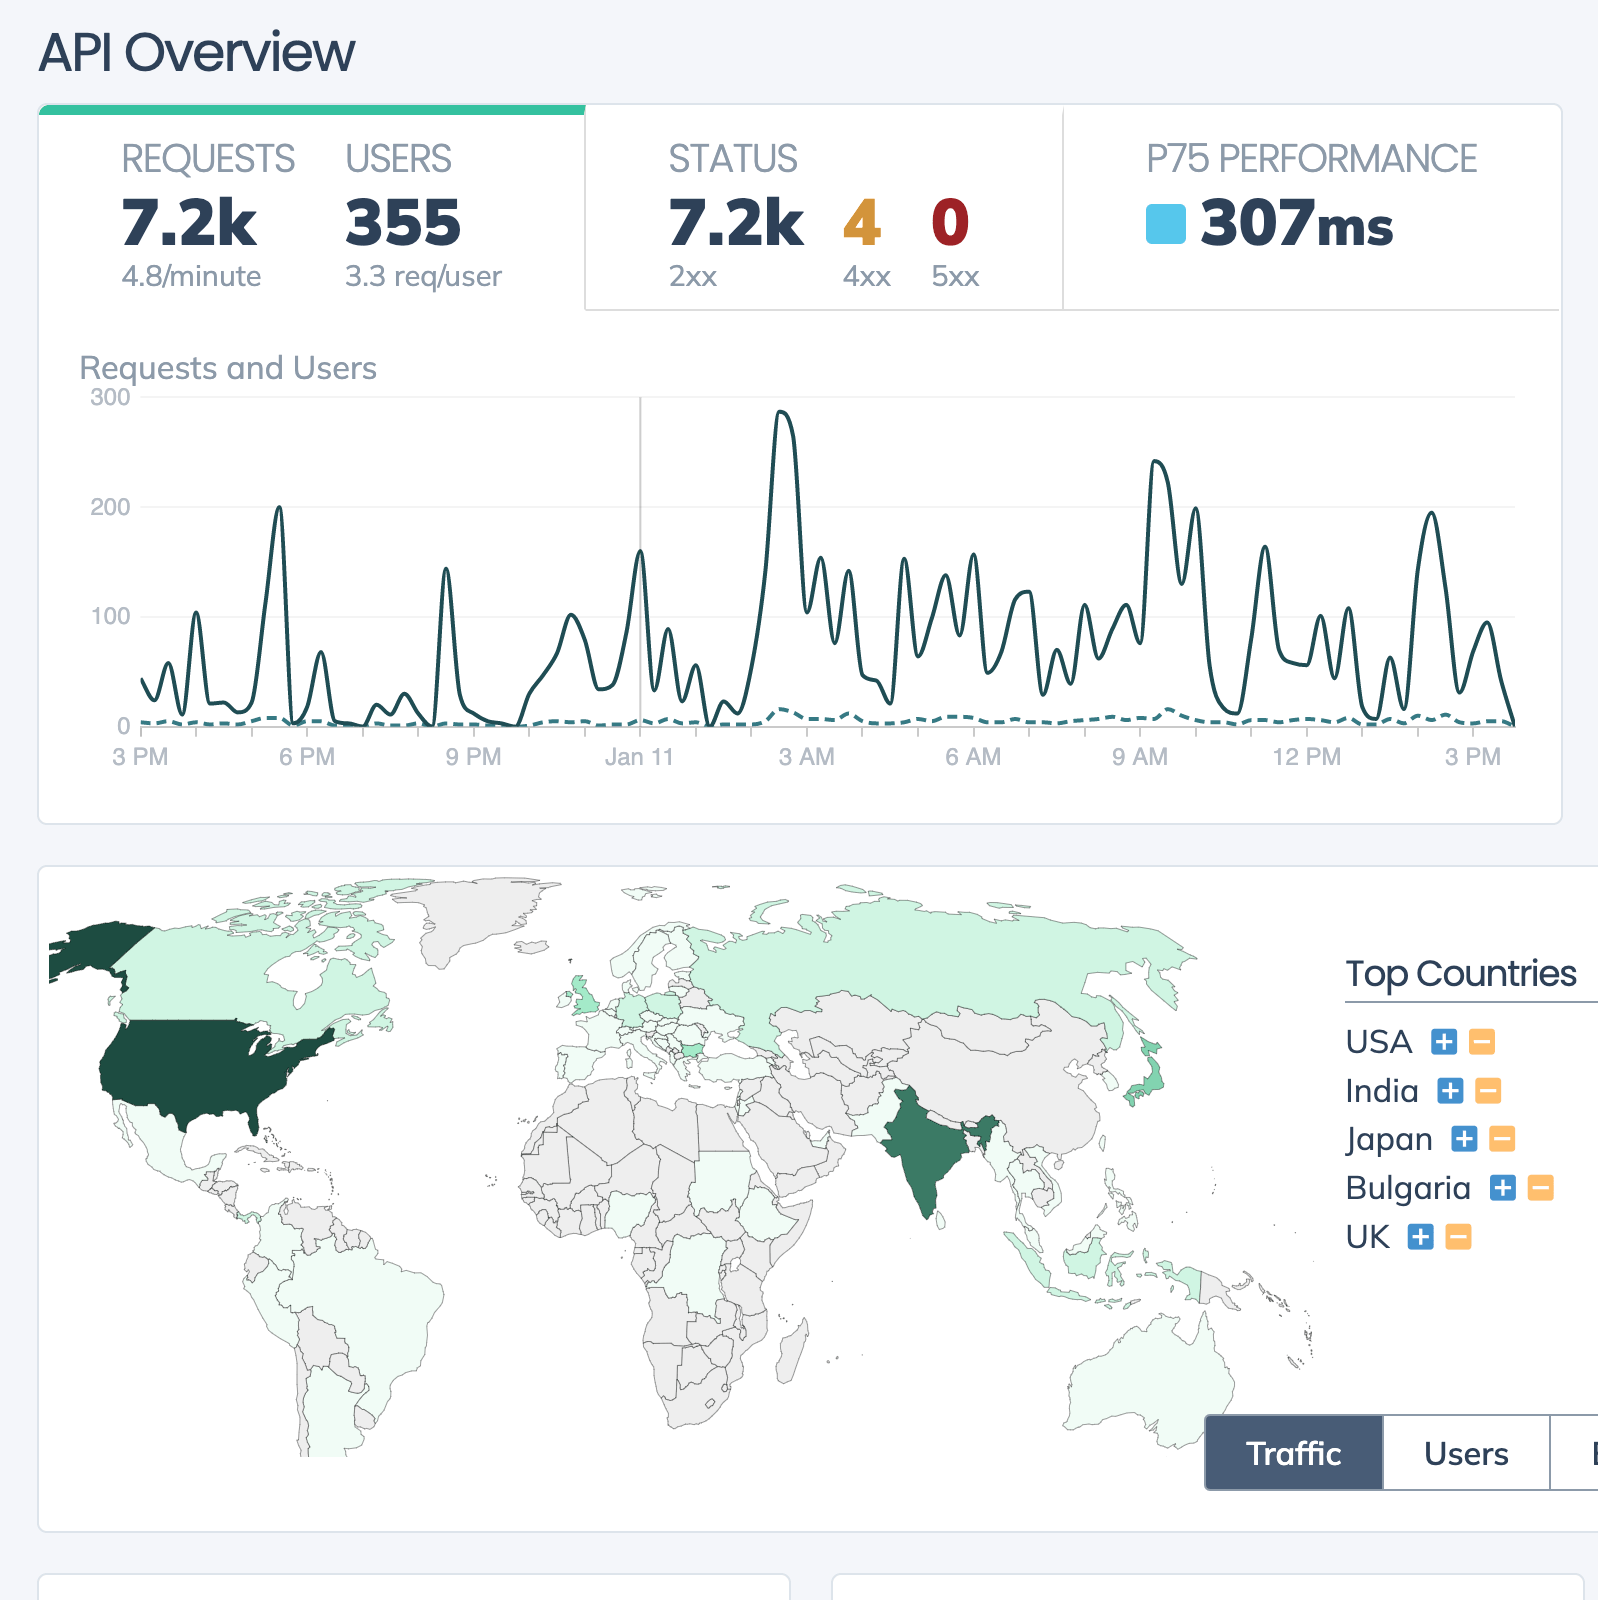 API Overview
REQUESTS USERS STATUS P75 PERFORMANCE
7.2k 355 7.2k 4 0 307ms
4.8/minute 3.3 req/user 2xx 4xx 5xx
Requests and Users
300
200
100
0
3 PM 6 PM 9 PM Jan 11 3 AM 6 AM 9 AM 12 PM 3 PM
Top Countries
USA
India
Japan
Bulgaria
UK
Traffic Users